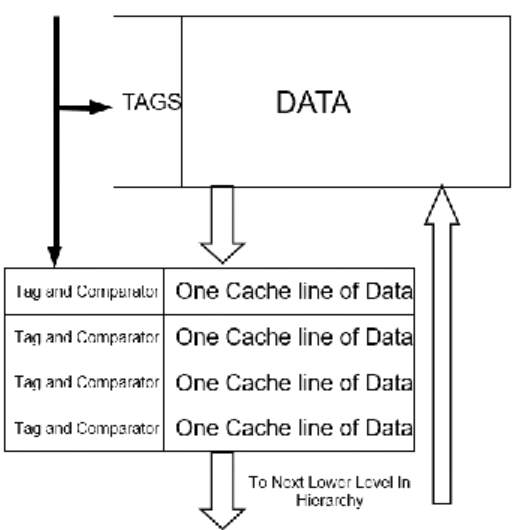 TAGS
DATA
Tag and Comparator
One Cache line of Data
Tag and Comparator
One Cache line of Data
Tag and Comparator
One Cache line of Data
Tag and Comparator
One Cache line of Data
To Next Lower Level In
Hierarchy